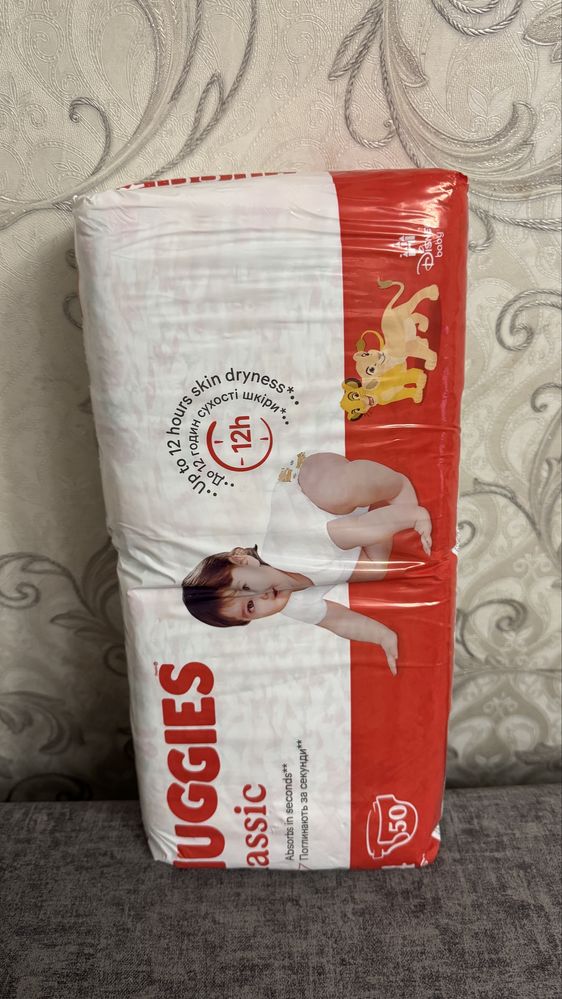 UGGIES
assic
Absorbs in seconds**
Поглинають за секунди**
..Up to 12 hours skin dryness*..
..До 12 годин сухості шкіри*..
12h
Disney
baby
50